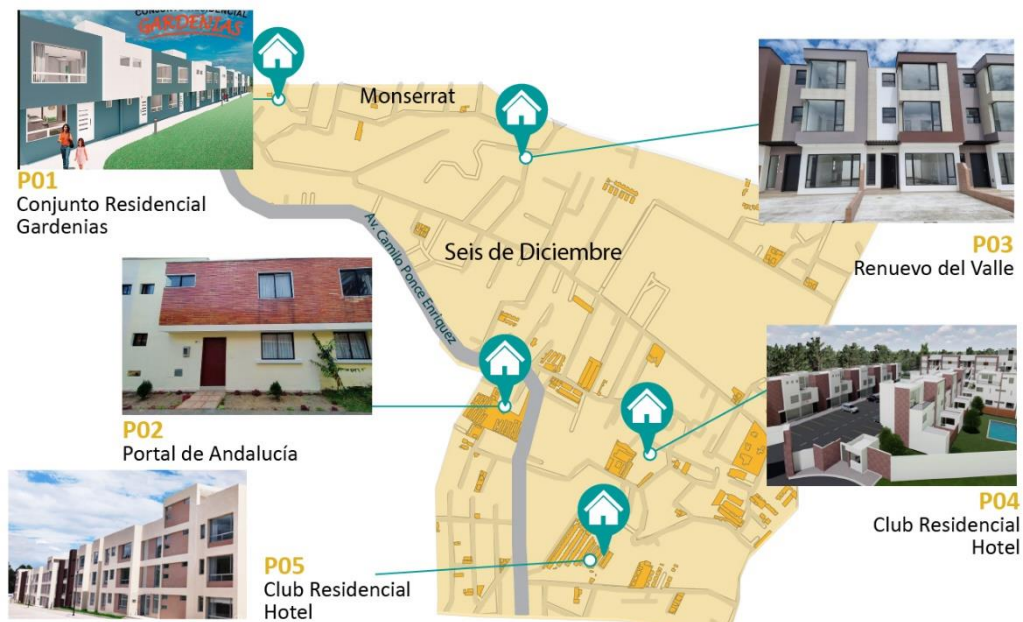 CONJUNTO RESIDENCIAL
GARDENIAS
P01
Conjunto Residencial
Gardenias
Monserrat
P03
Renuevo del Valle
Av. Camilo Ponce Enriquez
Seis de Diciembre
P02
Portal de Andalucía
P04
Club Residencial
Hotel
P05
Club Residencial
Hotel